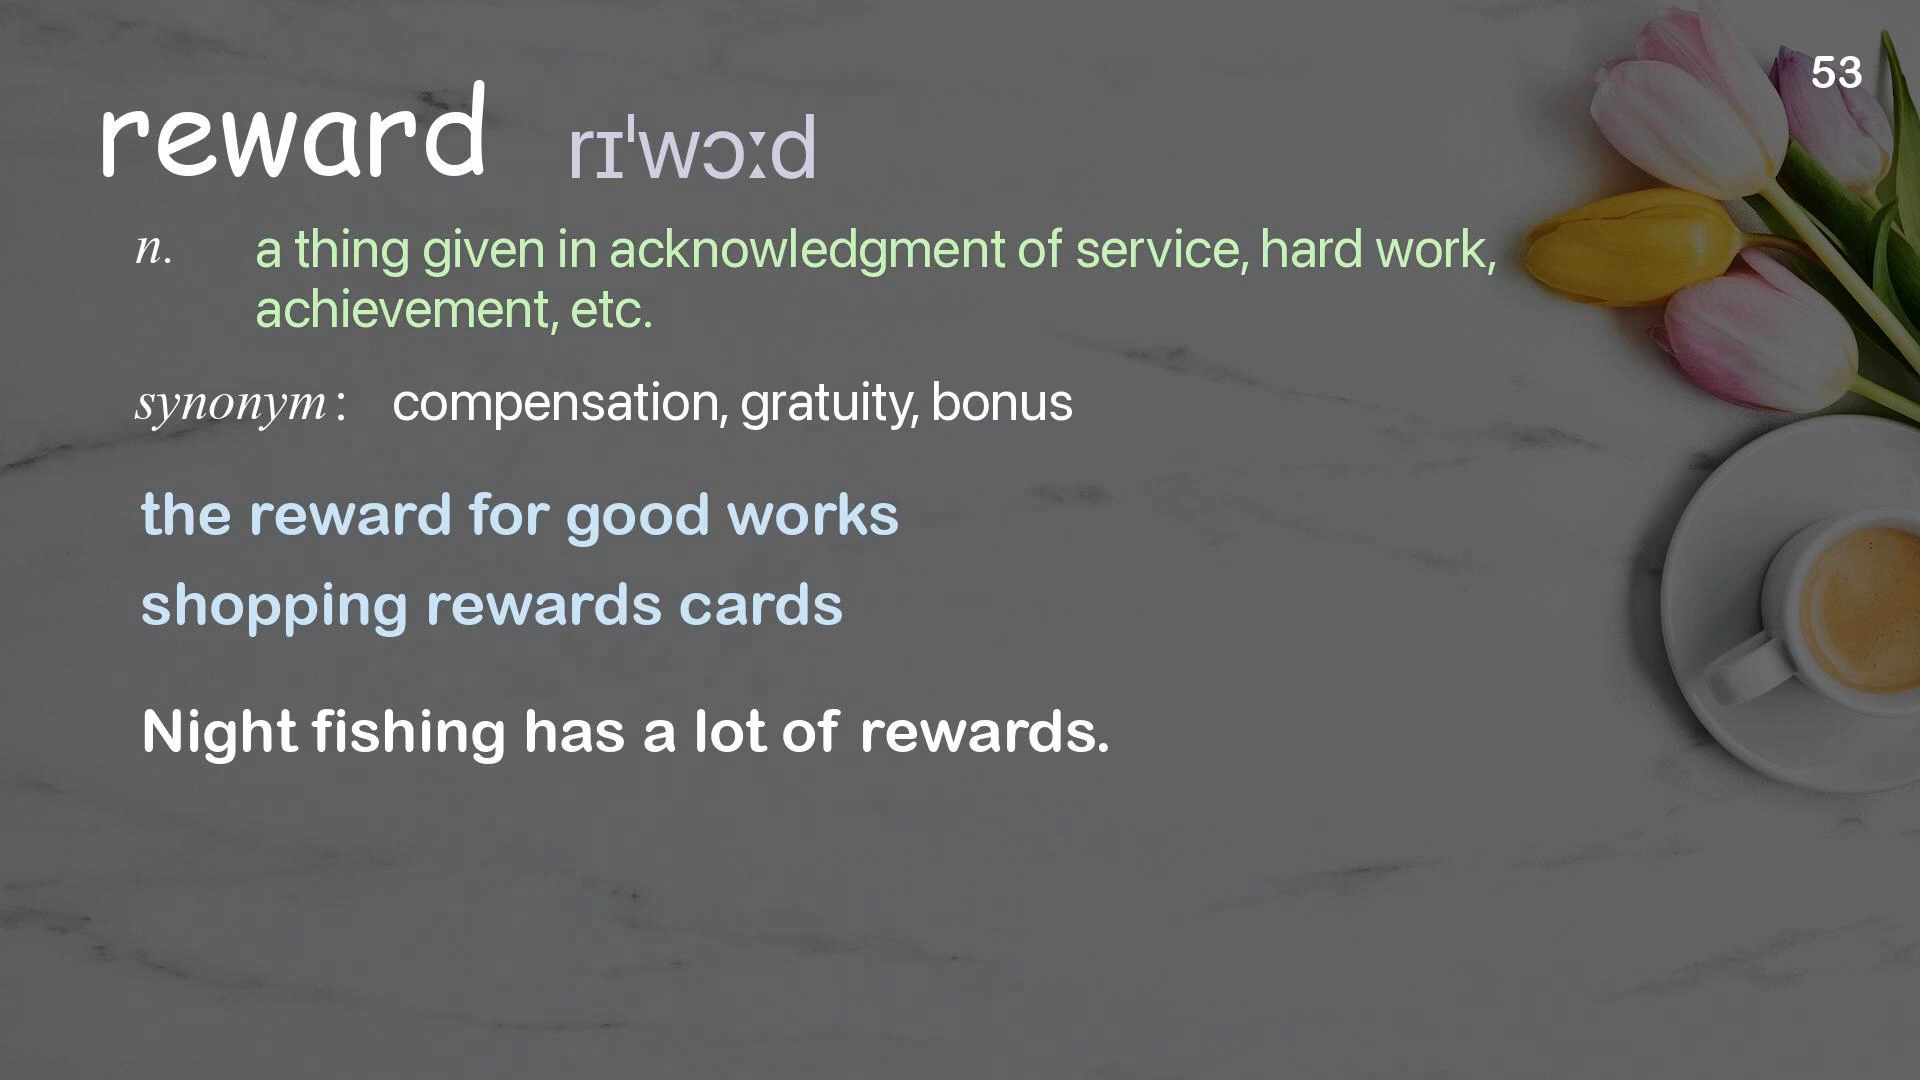 53
reward rɪˈwɔːd
n. a thing given in acknowledgment of service, hard work,
achievement, etc.
synonym: compensation, gratuity, bonus
the reward for good works
shopping rewards cards
Night fishing has a lot of rewards.